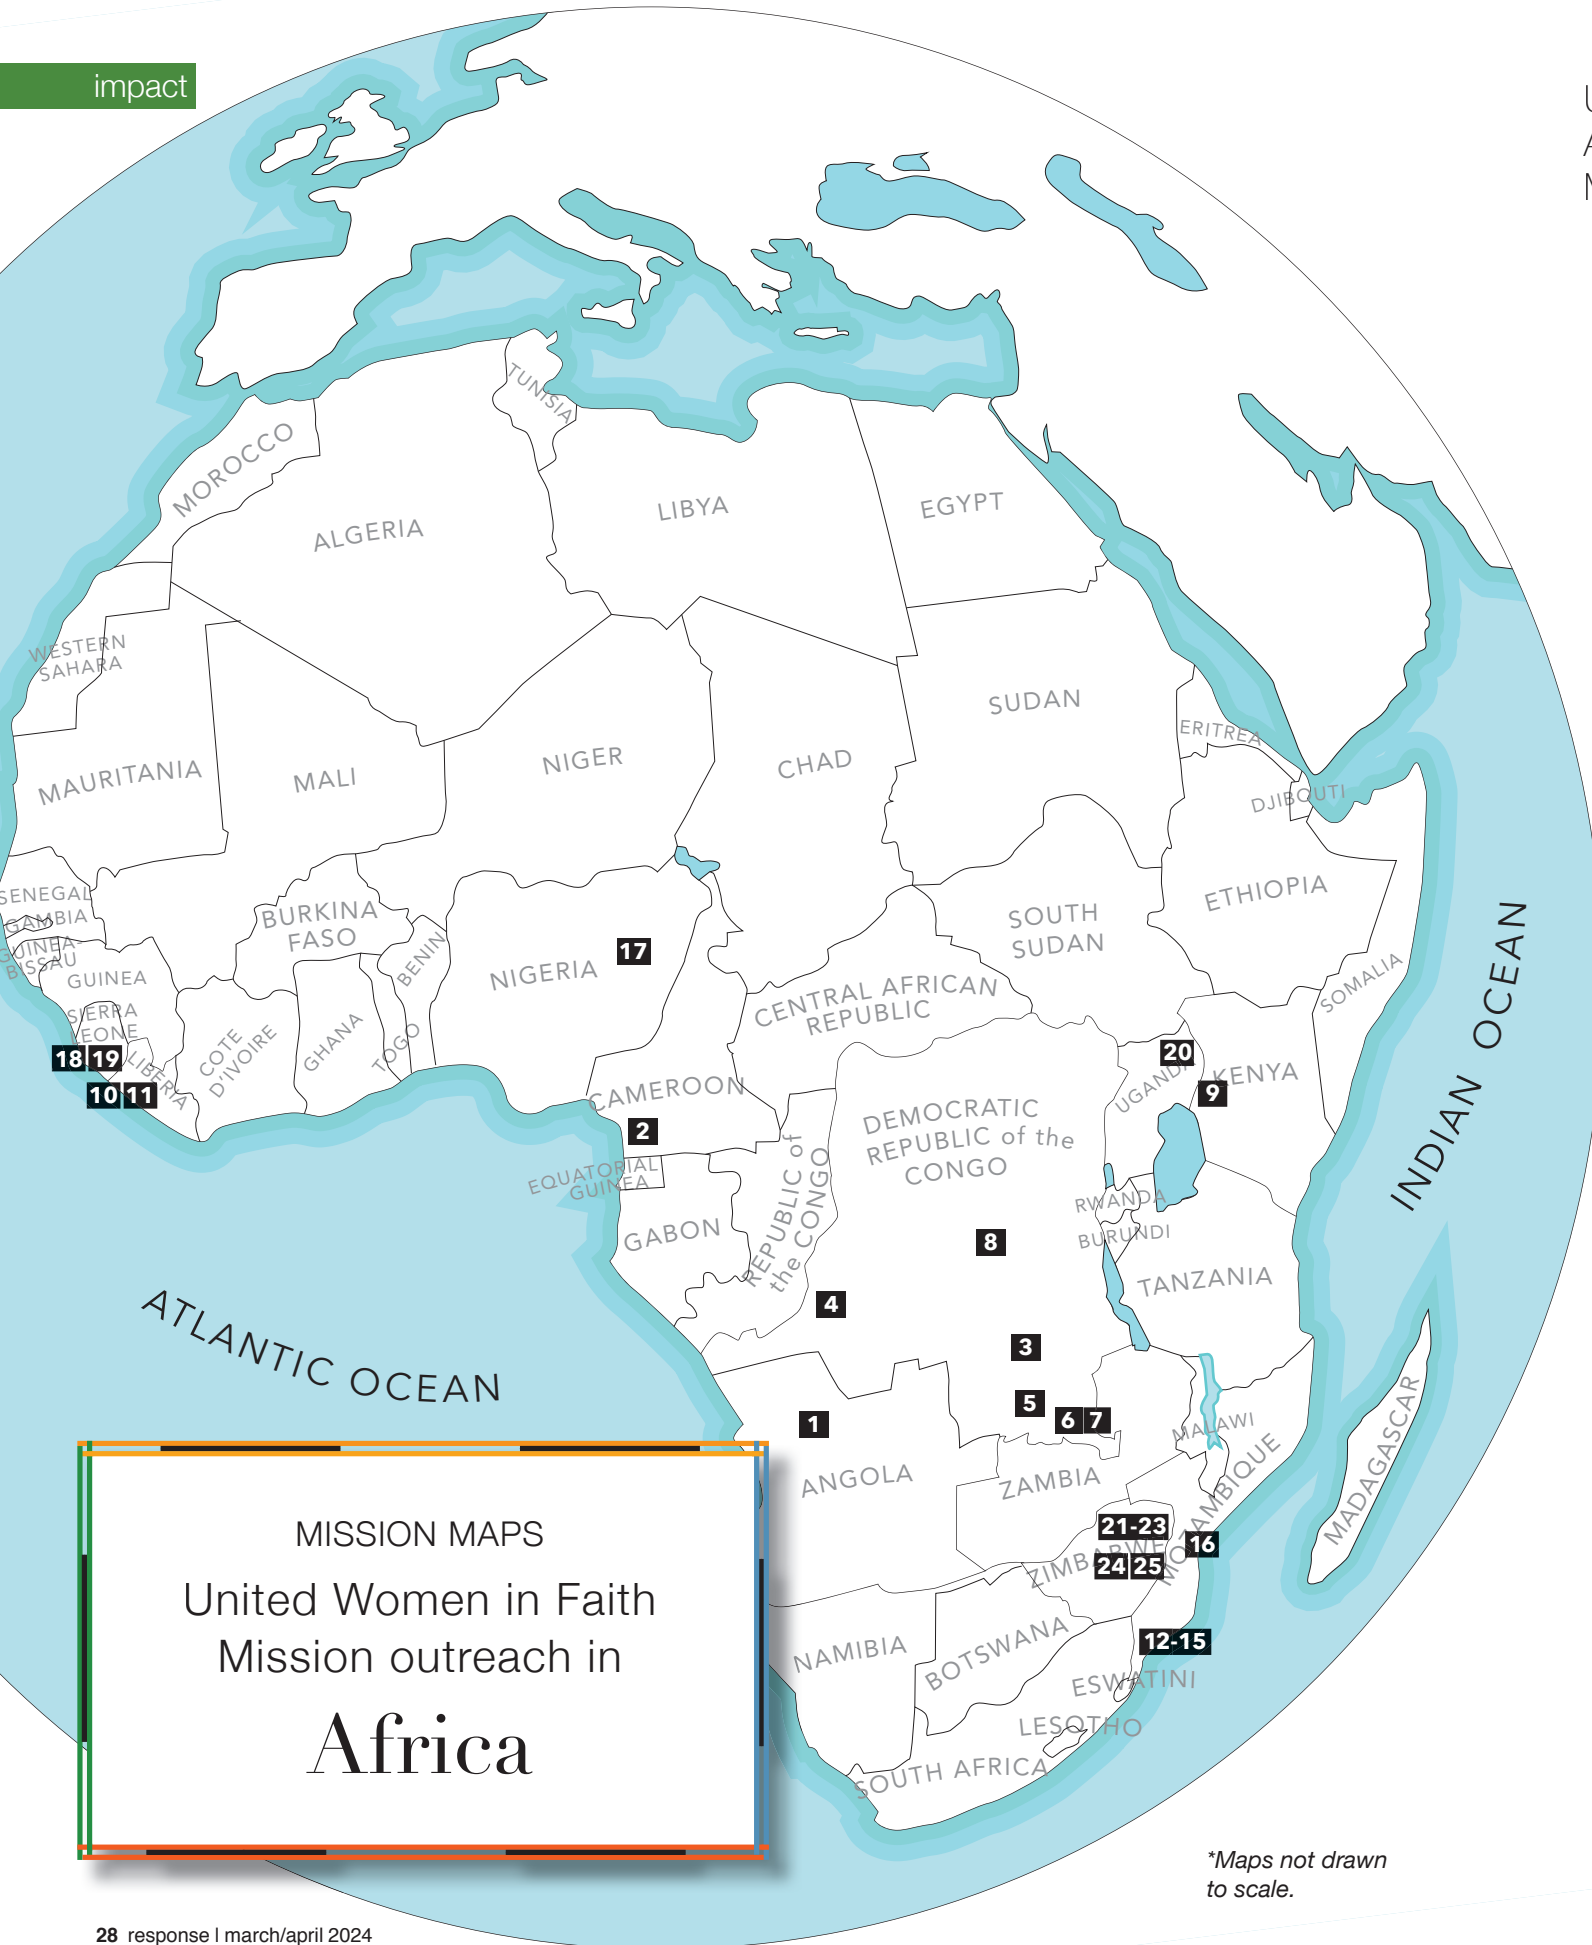 impact
U
A
TUNISIA
MOROCCO
ALGERIA
LIBYA
EGYPT
WESTERN
SAHARA
MAURITANIA
MALI
NIGER
CHAD
SUDAN
ERITREA
DJIBOUTI
SENEGAL
GAMBIA
GUINEA-
BISSAU
GUINEA
SIERRA
LEONE
LIBERIA
18 19
10 11
COTE
D'IVOIRE
BURKINA
FASO
GHANA
TOGO
BENIN
NIGERIA
17
CENTRAL AFRICAN
REPUBLIC
SOUTH
SUDAN
ETHIOPIA
SOMALIA
INDIAN OCEAN
CAMEROON
2
EQUATORIAL
GUINEA
GABON
REPUBLIC of
the CONGO
DEMOCRATIC
REPUBLIC of the
CONGO
20
UGANDA
9
KENYA
RWANDA
BURUNDI
TANZANIA
8
4
3
5
6 7
ATLANTIC OCEAN
1
ANGOLA
ZAMBIA
MALAWI
MOZAMBIQUE
MADAGASCAR
21-23
ZIMBABWE
24 25
16
NAMIBIA
BOTSWANA
12-15
ESWATINI
LESOTHO
SOUTH AFRICA
MISSION MAPS
United Women in Faith
Mission outreach in
Africa
*Maps not drawn
to scale.
28 response | march/april 2024